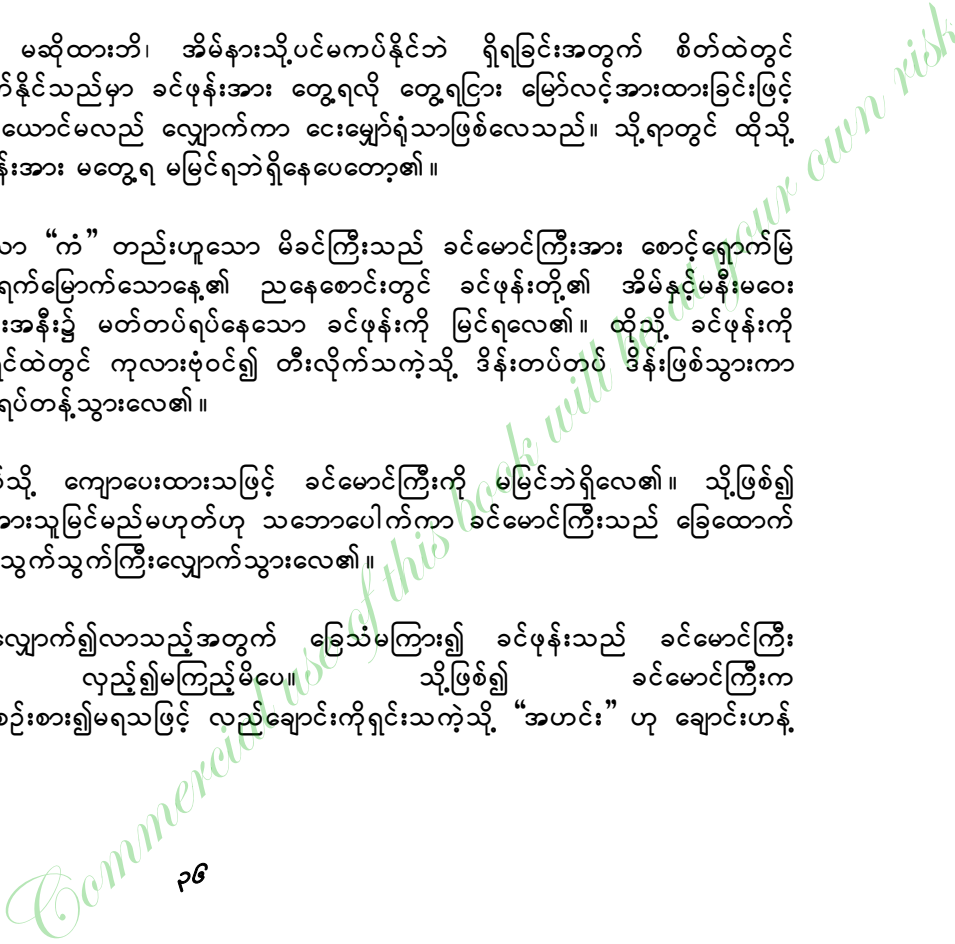 မဆိုထားဘိ၊ အိမ်နားသို့ပင်မကပ်နိုင်ဘဲ ရှိရခြင်းအတွက် စိတ်ထဲတွင်
က်နိုင်သည်မှာ ခင်ဖုန်းအား တွေ့ရလို တွေ့ရငြား မြော်လင့်အားထားခြင်းဖြင့်
ယောင်မလည် လျှောက်ကာ ငေးမျှော်ရုံသာဖြစ်လေသည်။ သို့ရာတွင် ထိုသို့
န်းအား မတွေ့ရ မမြင်ရဘဲရှိနေပေတော့၏။
“ကံ” တည်းဟူသော မိခင်ကြီးသည် ခင်မောင်ကြီးအား စောင့်ရှောက်မြဲ
ရက်မြောက်သောနေ့၏ ညနေစောင်းတွင် ခင်ဖုန်းတို့၏ အိမ်နှင့်မနီးမဝေး
းအနီး၌ မတ်တပ်ရပ်နေသော ခင်ဖုန်းကို မြင်ရလေ၏။ ထိုသို့ ခင်ဖုန်းကို
ရင်ထဲတွင် ကုလားဗုံဝင်၍ တီးလိုက်သကဲ့သို့ ဒိန်းတပ်တပ် ဒိန်းဖြစ်သွားကာ
ရပ်တန့်သွားလေ၏။
သို့ ကျောပေးထားသဖြင့် ခင်မောင်ကြီးကို မမြင်ဘဲရှိလေ၏။ သို့ဖြစ်၍
အားသူမြင်မည်မဟုတ်ဟု သဘောပေါက်ကာ ခင်မောင်ကြီးသည် ခြေထောက်
သွက်သွက်ကြီးလျှောက်သွားလေ၏။
လျှောက်၍လာသည့်အတွက် ခြေသံမကြား၍ ခင်ဖုန်းသည် ခင်မောင်ကြီး
လှည့်၍မကြည့်မိပေ။ သို့ဖြစ်၍ ခင်မောင်ကြီးက
စဉ်းစား၍မရသဖြင့် လည်ချောင်းကိုရှင်းသကဲ့သို့ “အဟင်း” ဟု ချောင်းဟန့်
၃၆
Commercial use of this book will be at your own risk